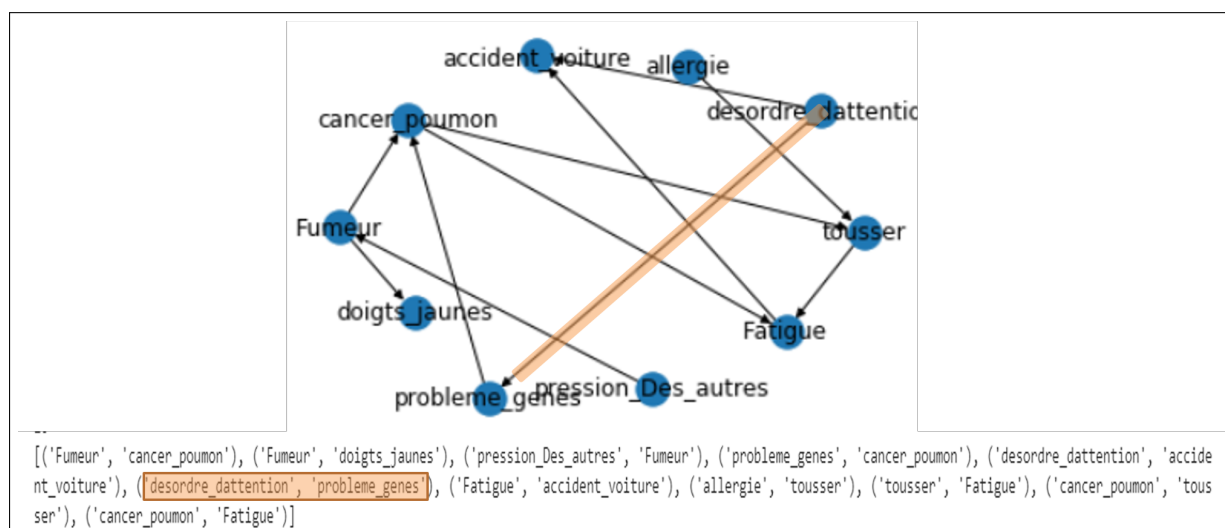 accident_voiture
allergie
desordre_dattentio
cancer_poumon
Fumeur
tousser
doigts_jaunes
Fatigue
probleme_genes
pression_Des_autres
[('Fumeur', 'cancer_poumon'), ('Fumeur', 'doigts_jaunes'), ('pression_Des_autres', 'Fumeur'), ('probleme_genes', 'cancer_poumon'), ('desordre_dattention', 'accide
nt_voiture'), ('desordre_dattention', 'probleme_genes'), ('Fatigue', 'accident_voiture'), ('allergie', 'tousser'), ('tousser', 'Fatigue'), ('cancer_poumon', 'tous
ser'), ('cancer_poumon', 'Fatigue')]